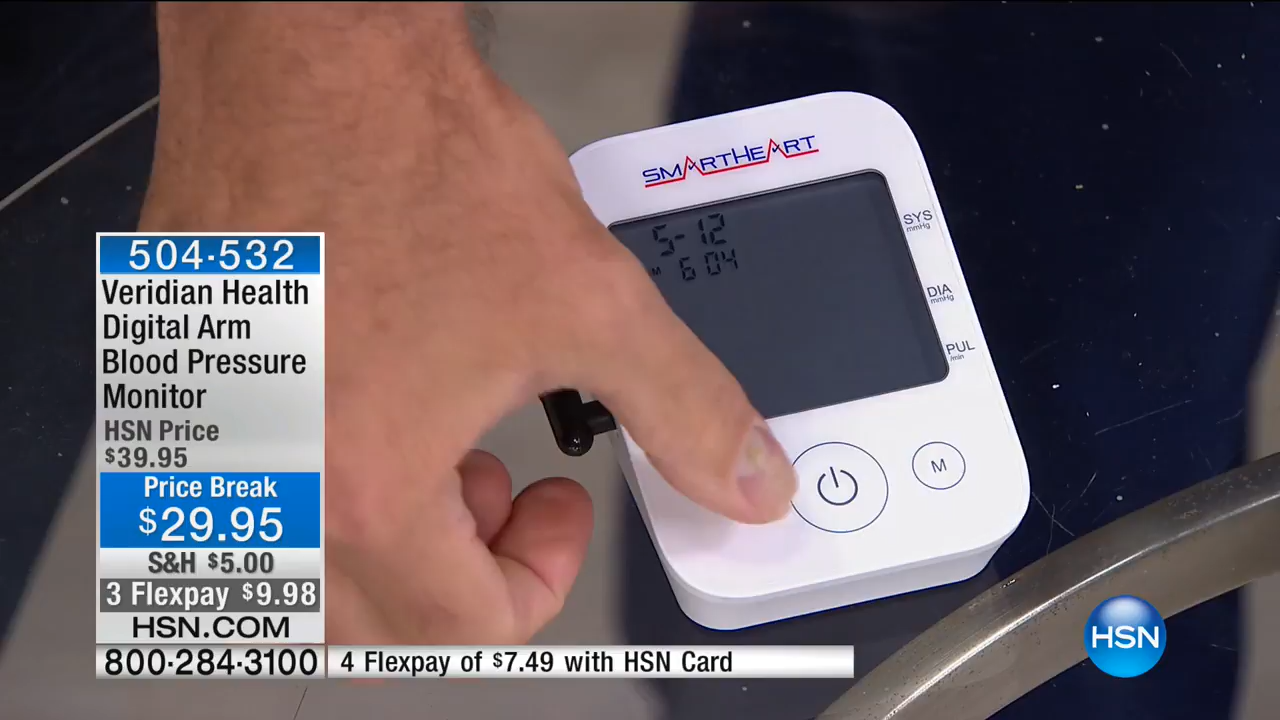 SMARTHEART
5-12
M 6 04
SYS
mmHg
DIA
mmHg
PUL
/min
M
504-532
Veridian Health
Digital Arm
Blood Pressure
Monitor
HSN Price
$39.95
Price Break
$29.95
S&H $5.00
3 Flexpay $9.98
HSN.COM
800·284·3100
4 Flexpay of $7.49 with HSN Card
HSN